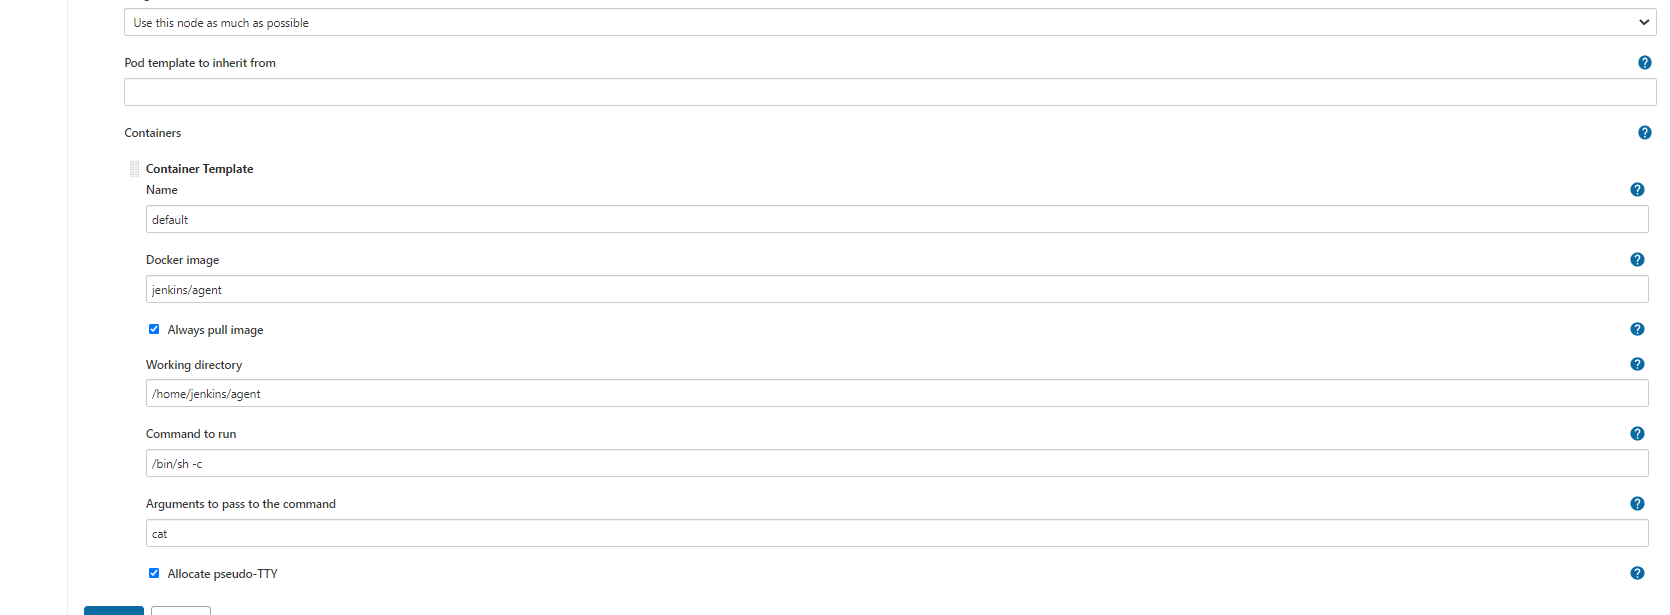 Use this node as much as possible
Pod template to inherit from
?
Containers
?
Container Template
Name
?
default
Docker image
?
jenkins/agent
Always pull image
?
Working directory
?
/home/jenkins/agent
Command to run
?
/bin/sh -c
Arguments to pass to the command
?
cat
Allocate pseudo-TTY
?